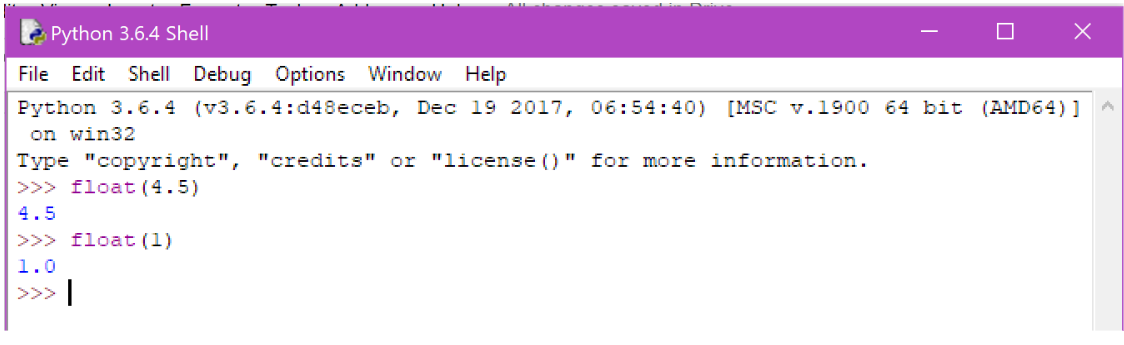 Python 3.6.4 Shell
File Edit Shell Debug Options Window Help
Python 3.6.4 (v3.6.4:d48eceb, Dec 19 2017, 06:54:40) [MSC v.1900 64 bit (AMD64)]
 on win32
Type "copyright", "credits" or "license()" for more information.
>>> float(4.5)
4.5
>>> float(1)
1.0
>>>